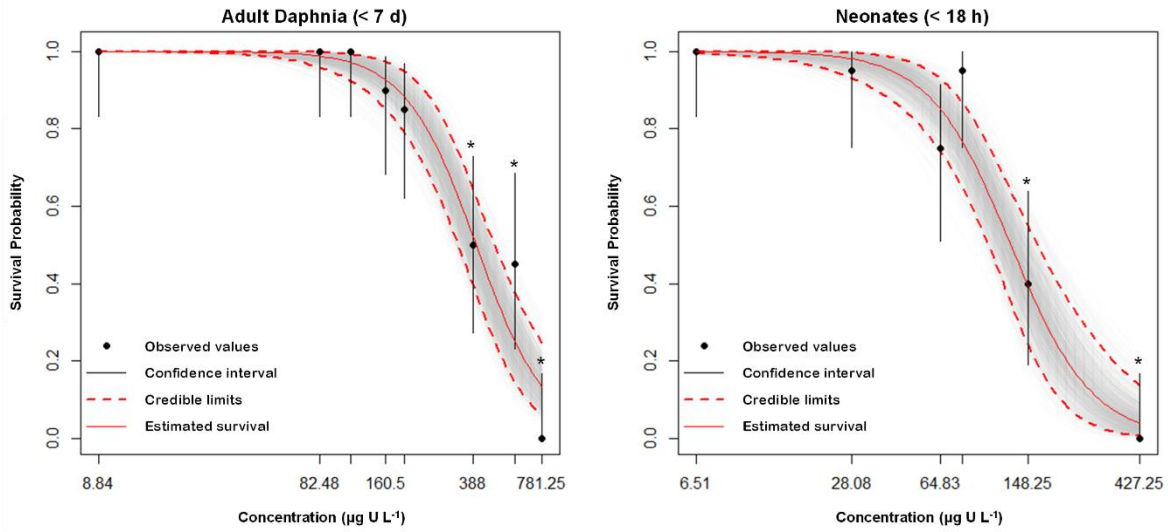 Adult Daphnia (< 7 d)
Survival Probability
1.0
0.8
0.6
0.4
0.2
0.0
*
*
*
Observed values
Confidence interval
Credible limits
Estimated survival
8.84
82.48
160.5
388
781.25
Concentration (µg U L⁻¹)
Neonates (< 18 h)
Survival Probability
1.0
0.8
0.6
0.4
0.2
0.0
*
*
Observed values
Confidence interval
Credible limits
Estimated survival
6.51
28.08
64.83
148.25
427.25
Concentration (µg U L⁻¹)